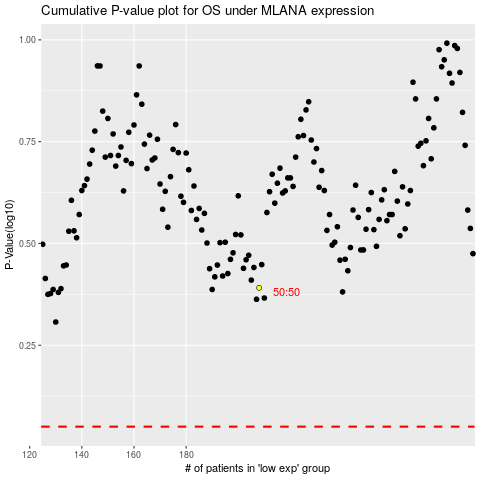 Cumulative P-value plot for OS under MLANA expression
P-Value(log10)
1.00
0.75
0.50
0.25
50:50
120 140 160 180
# of patients in 'low exp' group